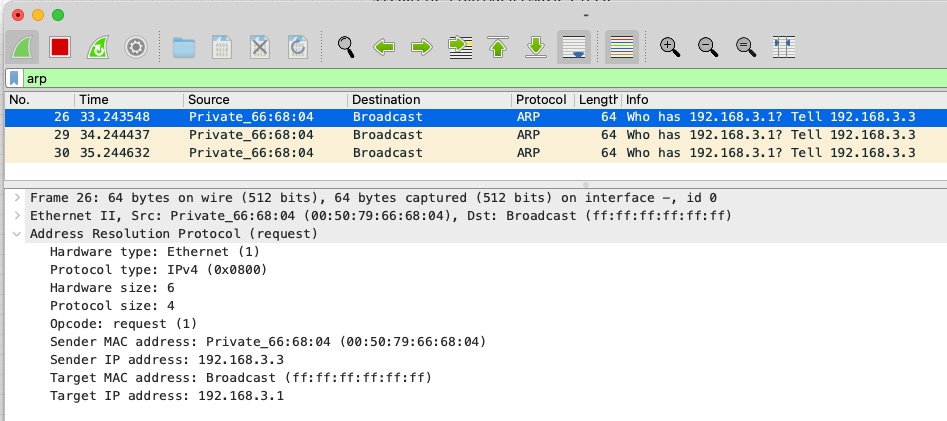 -
arp
No. Time Source Destination Protocol Length Info
26 33.243548 Private_66:68:04 Broadcast ARP 64 Who has 192.168.3.1? Tell 192.168.3.3
29 34.244437 Private_66:68:04 Broadcast ARP 64 Who has 192.168.3.1? Tell 192.168.3.3
30 35.244632 Private_66:68:04 Broadcast ARP 64 Who has 192.168.3.1? Tell 192.168.3.3
Frame 26: 64 bytes on wire (512 bits), 64 bytes captured (512 bits) on interface -, id 0
Ethernet II, Src: Private_66:68:04 (00:50:79:66:68:04), Dst: Broadcast (ff:ff:ff:ff:ff:ff)
Address Resolution Protocol (request)
Hardware type: Ethernet (1)
Protocol type: IPv4 (0x0800)
Hardware size: 6
Protocol size: 4
Opcode: request (1)
Sender MAC address: Private_66:68:04 (00:50:79:66:68:04)
Sender IP address: 192.168.3.3
Target MAC address: Broadcast (ff:ff:ff:ff:ff:ff)
Target IP address: 192.168.3.1